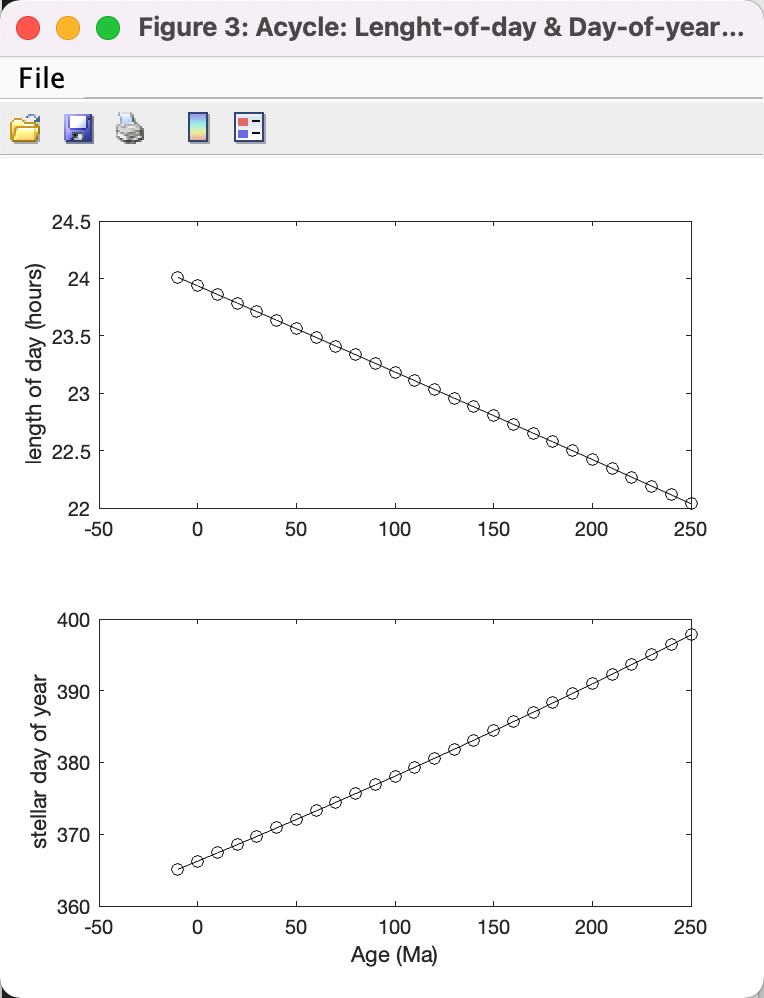 Figure 3: Acycle: Lenght-of-day & Day-of-year...
File
24.5
24
23.5
23
22.5
22
length of day (hours)
-50 0 50 100 150 200 250
400
390
380
370
360
stellar day of year
-50 0 50 100 150 200 250
Age (Ma)